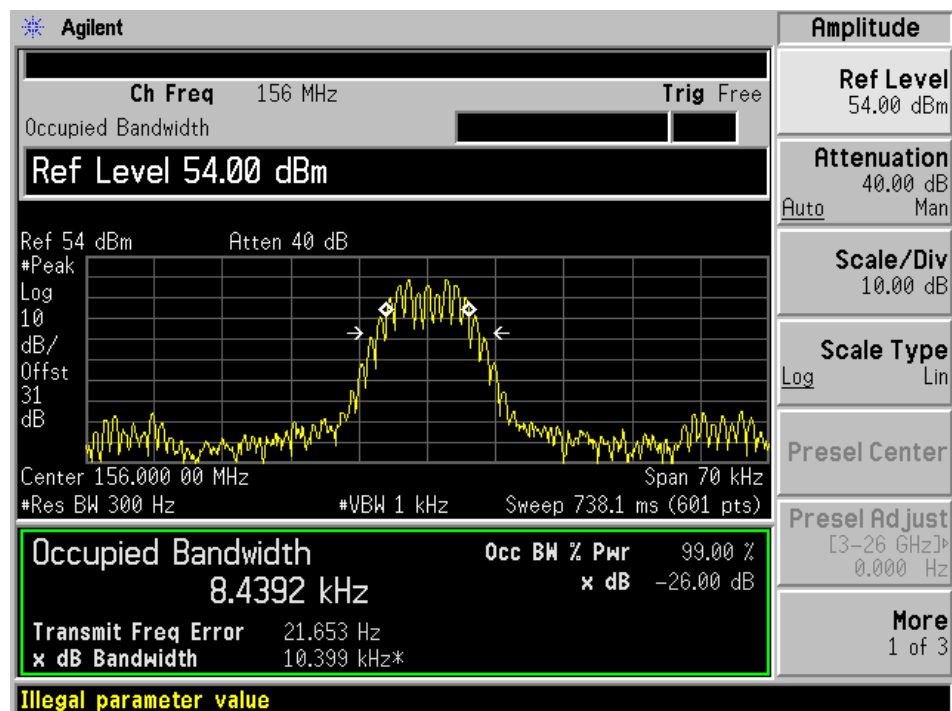 Agilent
Ch Freq 156 MHz Trig Free
Occupied Bandwidth
Ref Level 54.00 dBm
Ref 54 dBm Atten 40 dB
#Peak
Log
10
dB/
Offst
31
dB
Center 156.000 00 MHz Span 70 kHz
#Res BW 300 Hz #VBW 1 kHz Sweep 738.1 ms (601 pts)
Occupied Bandwidth Occ BW % Pwr 99.00 %
8.4392 kHz x dB -26.00 dB
Transmit Freq Error 21.653 Hz
x dB Bandwidth 10.399 kHz*
Illegal parameter value
Amplitude
Ref Level
54.00 dBm
Attenuation
40.00 dB
Auto Man
Scale/Div
10.00 dB
Scale Type
Log Lin
Presel Center
Presel Adjust
[3-26 GHz]
0.000 Hz
More
1 of 3